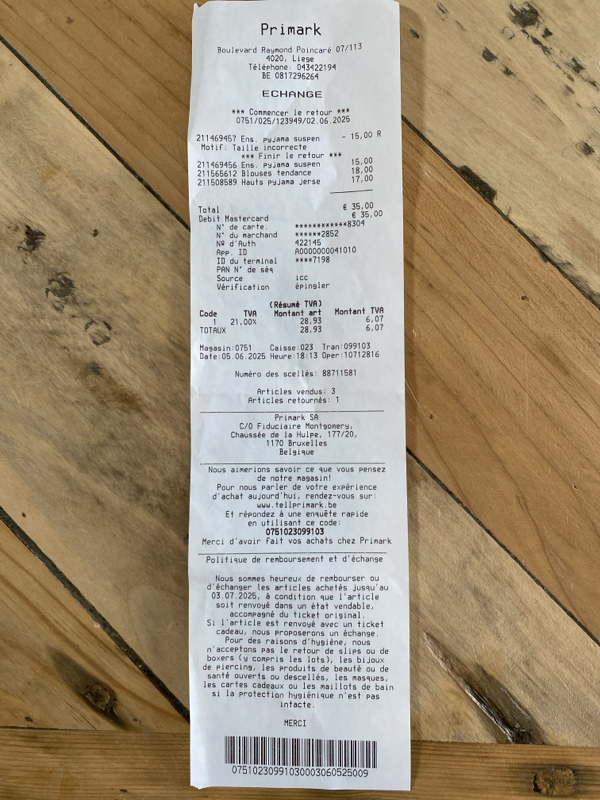 Primark
Boulevard Raymond Poincaré 07/113
4020, Liege
Téléphone: 043422194
BE 0817296264
ECHANGE
*** Commencer le retour ***
0751/025/123949/02.06.2025
211469457 Ens. pyjama suspen - 15,00 R
Motif: Taille incorrecte
*** Finir le retour ***
211469456 Ens. pyjama suspen 15,00
211565612 Blouses tendance 18,00
211508589 Hauts pyjama jerse 17,00
Total € 35,00
Debit Mastercard € 35,00
N° de carte. ************8304
N° du marchand ******2852
Nº d'Auth 422145
App. ID A0000000041010
ID du terminal ****7198
PAN N° de séq
Source icc
Vérification épingler
(Résumé TVA)
Code TVA Montant art Montant TVA
1 21,00% 28,93 6,07
TOTAUX 28,93 6,07
Magasin:0751 Caisse:023 Tran:099103
Date:05.06.2025 Heure:18:13 Oper:10712816
Numéro des scellés: 88711581
Articles vendus: 3
Articles retournés: 1
Primark SA
C/O Fiduciaire Montgomery,
Chaussée de la Hulpe, 177/20,
1170 Bruxelles
Belgique
Nous aimerions savoir ce que vous pensez
de notre magasin!
Pour nous parler de votre expérience
d'achat aujourd'hui, rendez-vous sur:
www.tellprimark.be
Et répondez à une enquête rapide
en utilisant ce code:
0751023099103
Merci d'avoir fait vos achats chez Primark
Politique de remboursement et d'échange
Nous sommes heureux de rembourser ou
d'échanger les articles achetés jusqu'au
03.07.2025, à condition que l'article
soit renvoyé dans un état vendable,
accompagné du ticket original.
Si l'article est renvoyé avec un ticket
cadeau, nous proposerons un échange.
Pour des raisons d'hygiène, nous
n'acceptons pas le retour de slips ou de
boxers (y compris les lots), les bijoux
de piercing, les produits de beauté ou de
santé ouverts ou descellés, les masques,
les cartes cadeaux ou les maillots de bain
si la protection hygiénique n'est pas
intacte.
MERCI
07510230991030003060525009